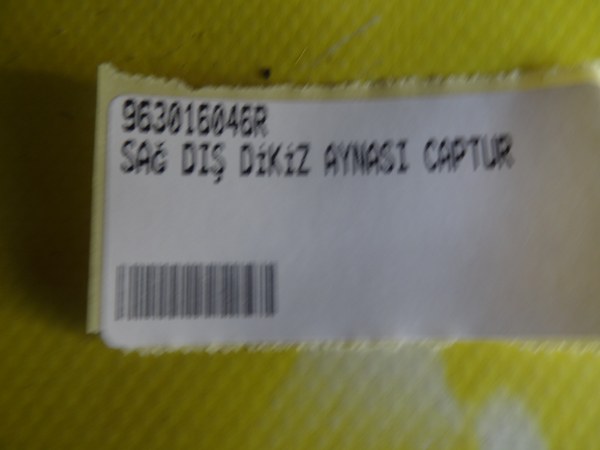 963016046R
SAĞ DIŞ DİKİZ AYNASI CAPTUR